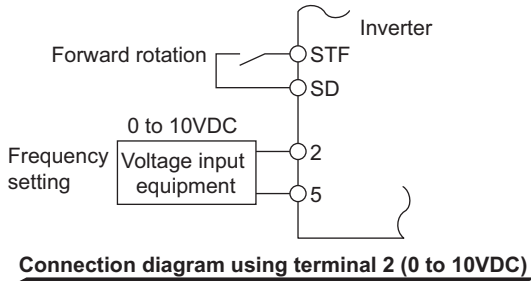 Inverter
Forward rotation
STF
SD
0 to 10VDC
Frequency
setting
Voltage input
equipment
2
5
Connection diagram using terminal 2 (0 to 10VDC)